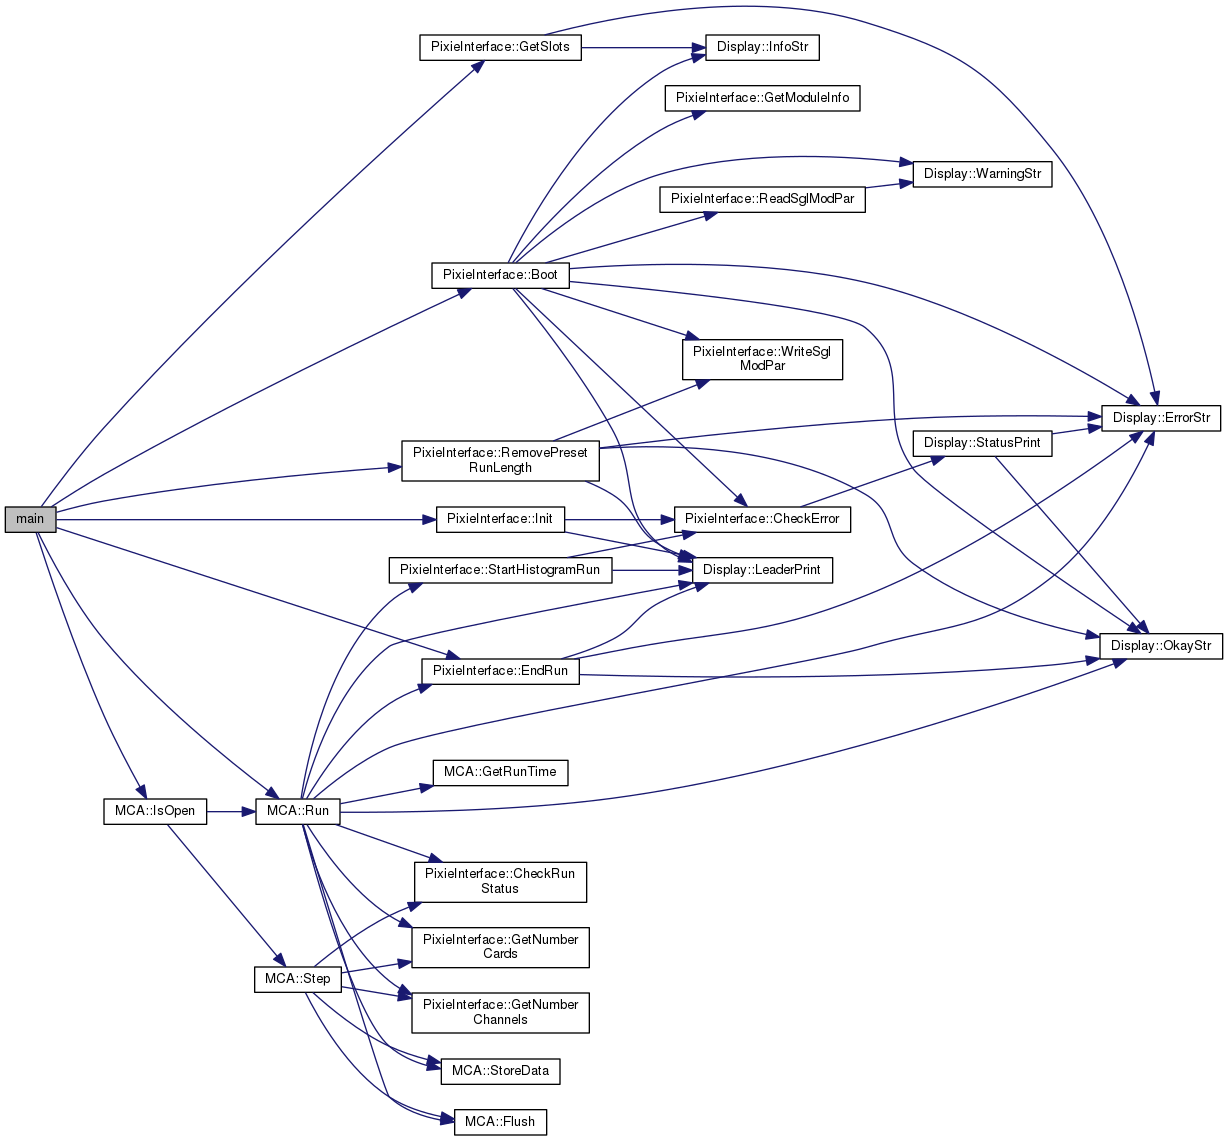 PixieInterface::GetSlots
Display::InfoStr
PixieInterface::GetModuleInfo
Display::WarningStr
PixieInterface::ReadSglModPar
PixieInterface::Boot
PixieInterface::WriteSgl
ModPar
Display::ErrorStr
Display::StatusPrint
PixieInterface::RemovePreset
RunLength
main
PixieInterface::Init
PixieInterface::CheckError
PixieInterface::StartHistogramRun
Display::LeaderPrint
Display::OkayStr
PixieInterface::EndRun
MCA::GetRunTime
MCA::IsOpen
MCA::Run
PixieInterface::CheckRun
Status
PixieInterface::GetNumber
Cards
MCA::Step
PixieInterface::GetNumber
Channels
MCA::StoreData
MCA::Flush